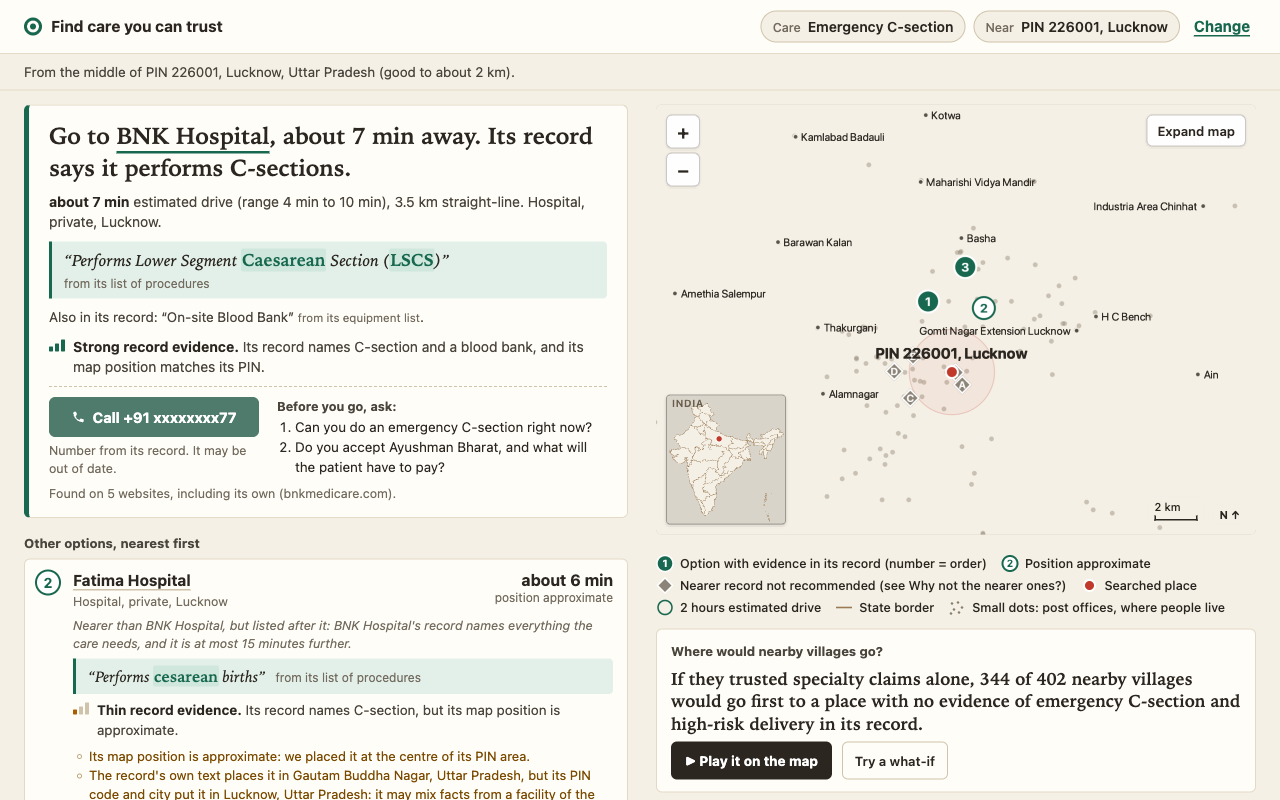 Find care you can trust
Care Emergency C-section
Near PIN 226001, Lucknow
Change
From the middle of PIN 226001, Lucknow, Uttar Pradesh (good to about 2 km).
Go to BNK Hospital, about 7 min away. Its record
says it performs C-sections.
about 7 min estimated drive (range 4 min to 10 min), 3.5 km straight-line. Hospital,
private, Lucknow.
“Performs Lower Segment Caesarean Section (LSCS)”
from its list of procedures
Also in its record: “On-site Blood Bank” from its equipment list.
Strong record evidence. Its record names C-section and a blood bank, and its
map position matches its PIN.
Call +91 xxxxxxxx77
Number from its record. It may be
out of date.
Before you go, ask:
1. Can you do an emergency C-section right now?
2. Do you accept Ayushman Bharat, and what will
the patient have to pay?
Found on 5 websites, including its own (bnkmedicare.com).
Other options, nearest first
2
Fatima Hospital
about 6 min
Hospital, private, Lucknow
position approximate
Nearer than BNK Hospital, but listed after it: BNK Hospital's record names everything the
care needs, and it is at most 15 minutes further.
“Performs cesarean births” from its list of procedures
Thin record evidence. Its record names C-section, but its map position is
approximate.
Its map position is approximate: we placed it at the centre of its PIN area.
The record's own text places it in Gautam Buddha Nagar, Uttar Pradesh, but its PIN
code and city put it in Lucknow, Uttar Pradesh: it may mix facts from a facility of the
+
−
Expand map
Kotwa
Kamlabad Badauli
Maharishi Vidya Mandir
Industria Area Chinhat
Barawan Kalan
Basha
3
Amethia Salempur
1
2
H C Bench
Thakurganj
Gomti Nagar Extension Lucknow
PIN 226001, Lucknow
D
A
C
Ain
Alamnagar
INDIA
2 km
N ↑
1 Option with evidence in its record (number = order)
2 Position approximate
Nearer record not recommended (see Why not the nearer ones?)
Searched place
2 hours estimated drive
State border
Small dots: post offices, where people live
Where would nearby villages go?
If they trusted specialty claims alone, 344 of 402 nearby villages
would go first to a place with no evidence of emergency C-section and
high-risk delivery in its record.
Play it on the map
Try a what-if